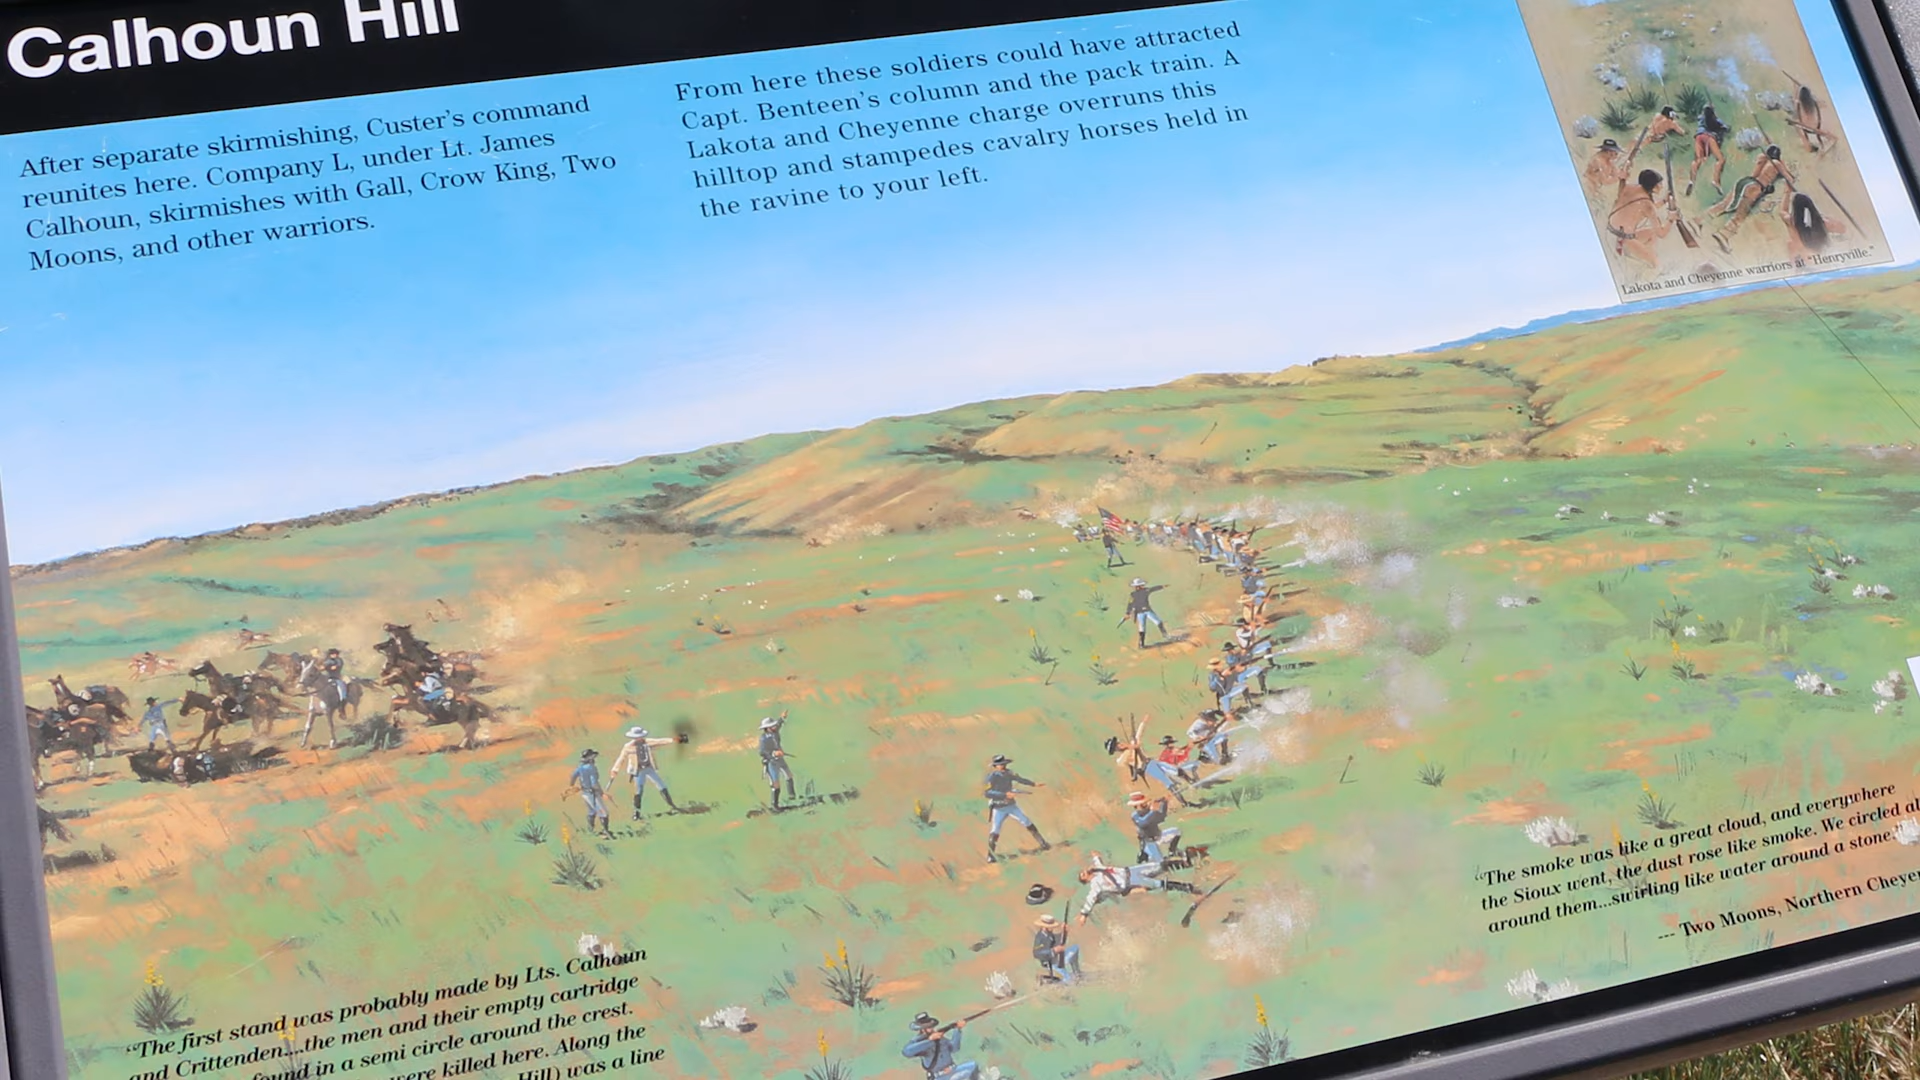 Calhoun Hill
After separate skirmishing, Custer's command
reunites here. Company L, under Lt. James
Calhoun, skirmishes with Gall, Crow King, Two
Moons, and other warriors.
From here these soldiers could have attracted
Capt. Benteen's column and the pack train. A
Lakota and Cheyenne charge overruns this
hilltop and stampedes cavalry horses held in
the ravine to your left.
Lakota and Cheyenne warriors at "Henryville."
"The smoke was like a great cloud, and everywhere
the Sioux went, the dust rose like smoke. We circled al
around them...swirling like water around a stone."
--- Two Moons, Northern Cheye
"The first stand was probably made by Lts. Calhoun
and Crittenden....the men and their empty cartridge
found in a semi circle around the crest.
were killed here. Along the
Hill) was a line